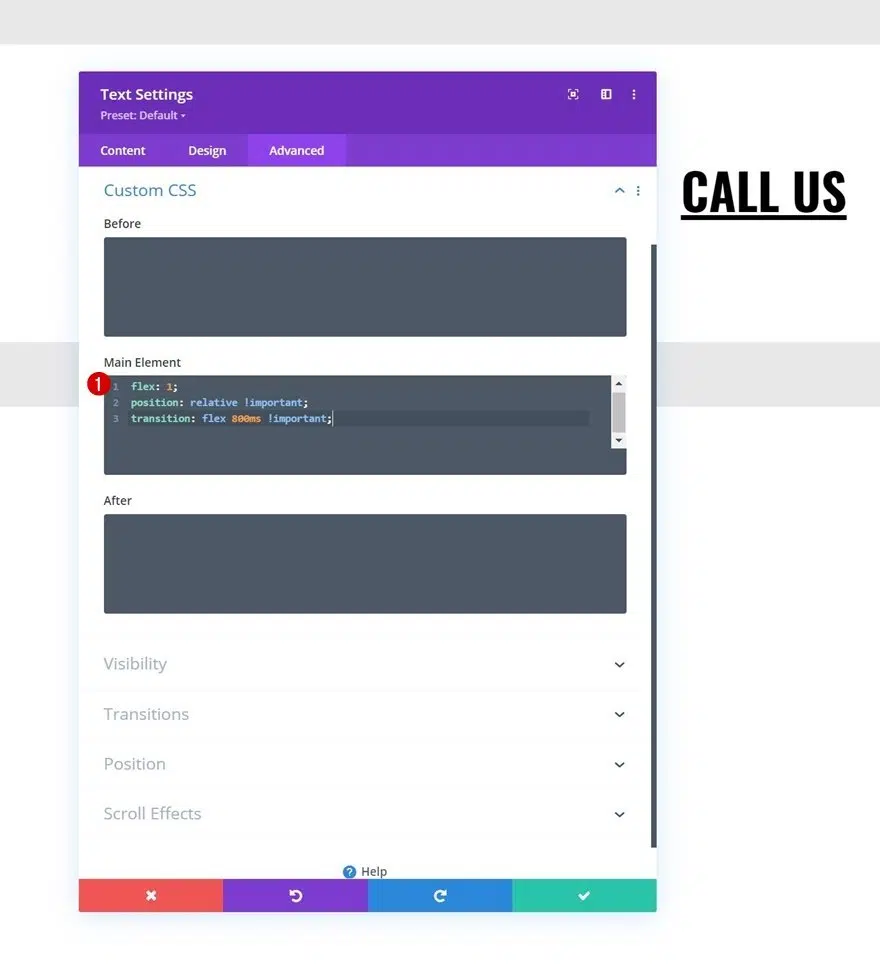 Text Settings
Preset: Default
Content Design Advanced
Custom CSS
CALL US
Before
Main Element
1
1 flex: 1;
2 position: relative !important;
3 transition: flex 800ms !important;
After
Visibility
Transitions
Position
Scroll Effects
? Help